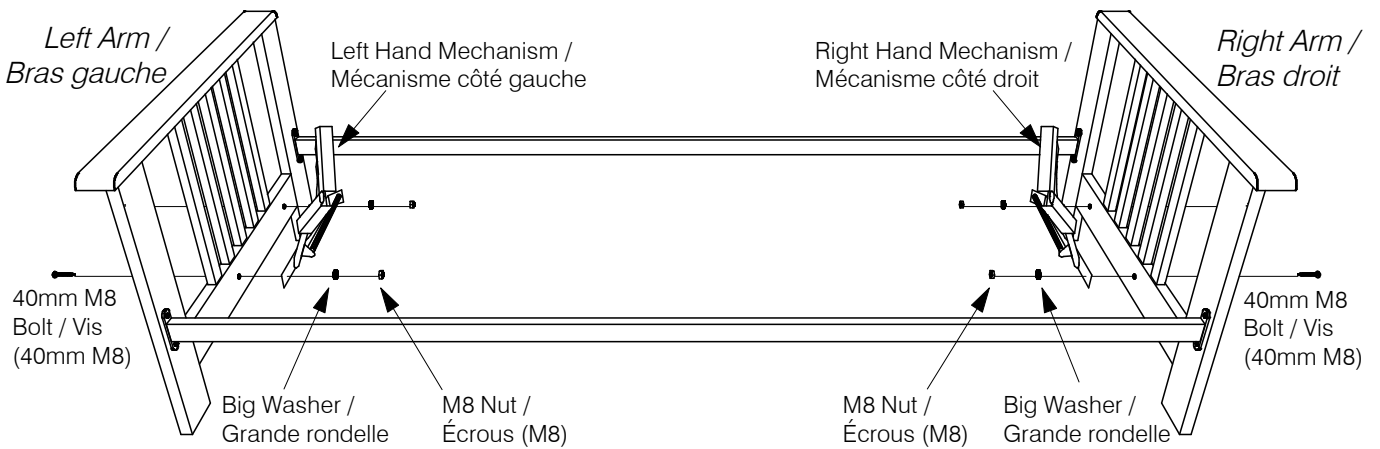 Left Arm /
Bras gauche
Left Hand Mechanism /
Mécanisme côté gauche
Right Hand Mechanism /
Mécanisme côté droit
Right Arm /
Bras droit
40mm M8
Bolt / Vis
(40mm M8)
40mm M8
Bolt / Vis
(40mm M8)
Big Washer /
Grande rondelle
M8 Nut /
Écrous (M8)
M8 Nut /
Écrous (M8)
Big Washer /
Grande rondelle